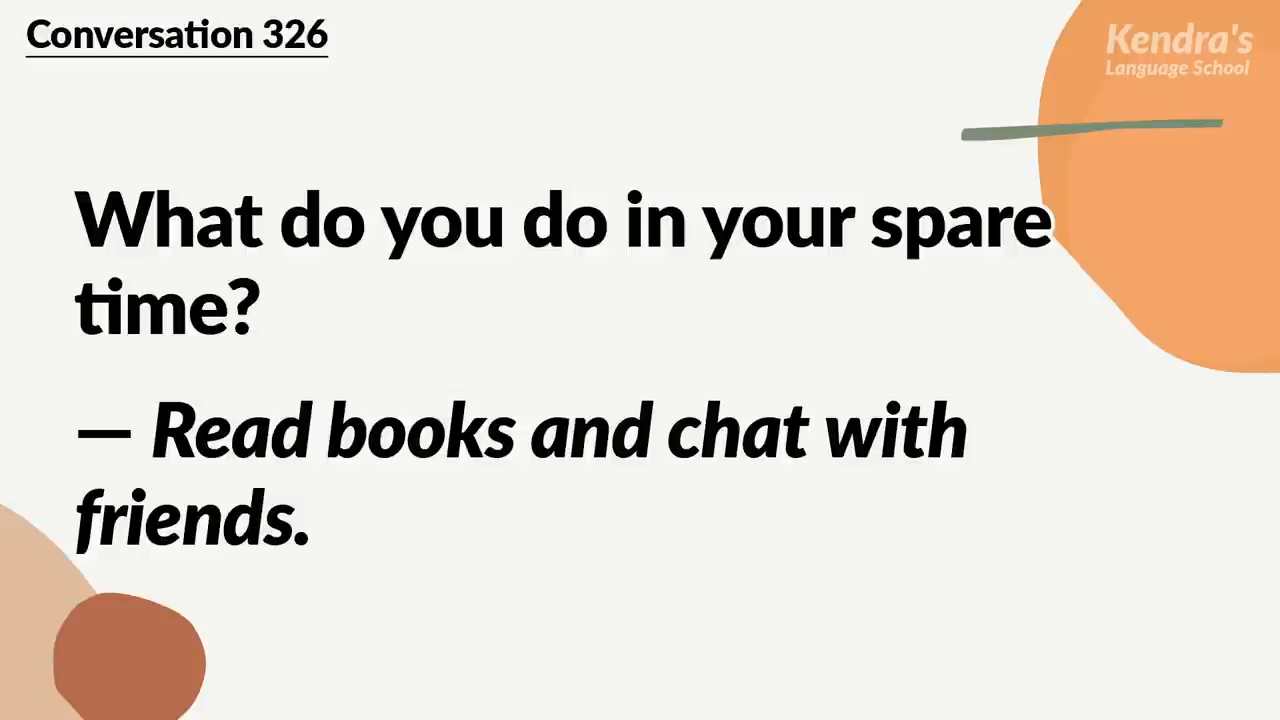 Conversation 326
Kendra's
Language School
What do you do in your spare
time?
— Read books and chat with
friends.